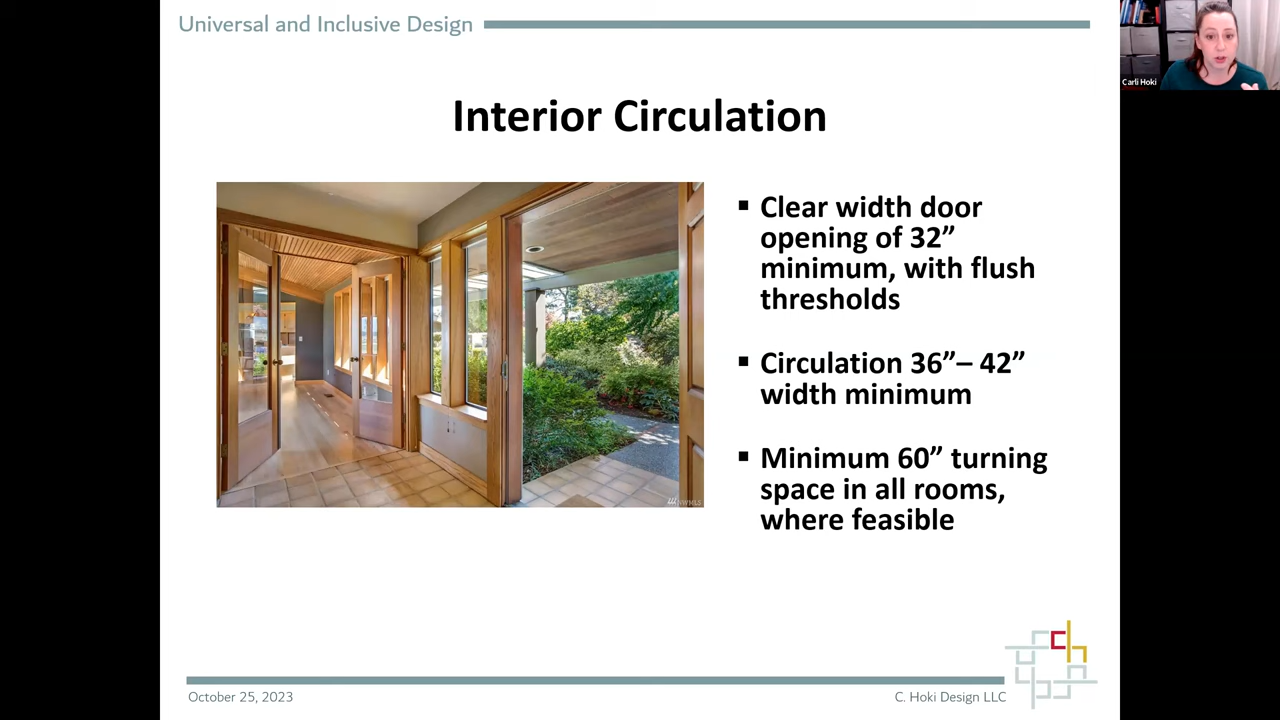 Universal and Inclusive Design
Carli Hoki
Interior Circulation
▪ Clear width door
opening of 32”
minimum, with flush
thresholds
▪ Circulation 36”– 42”
width minimum
▪ Minimum 60” turning
space in all rooms,
where feasible
NWMLS
ch
October 25, 2023
C. Hoki Design LLC